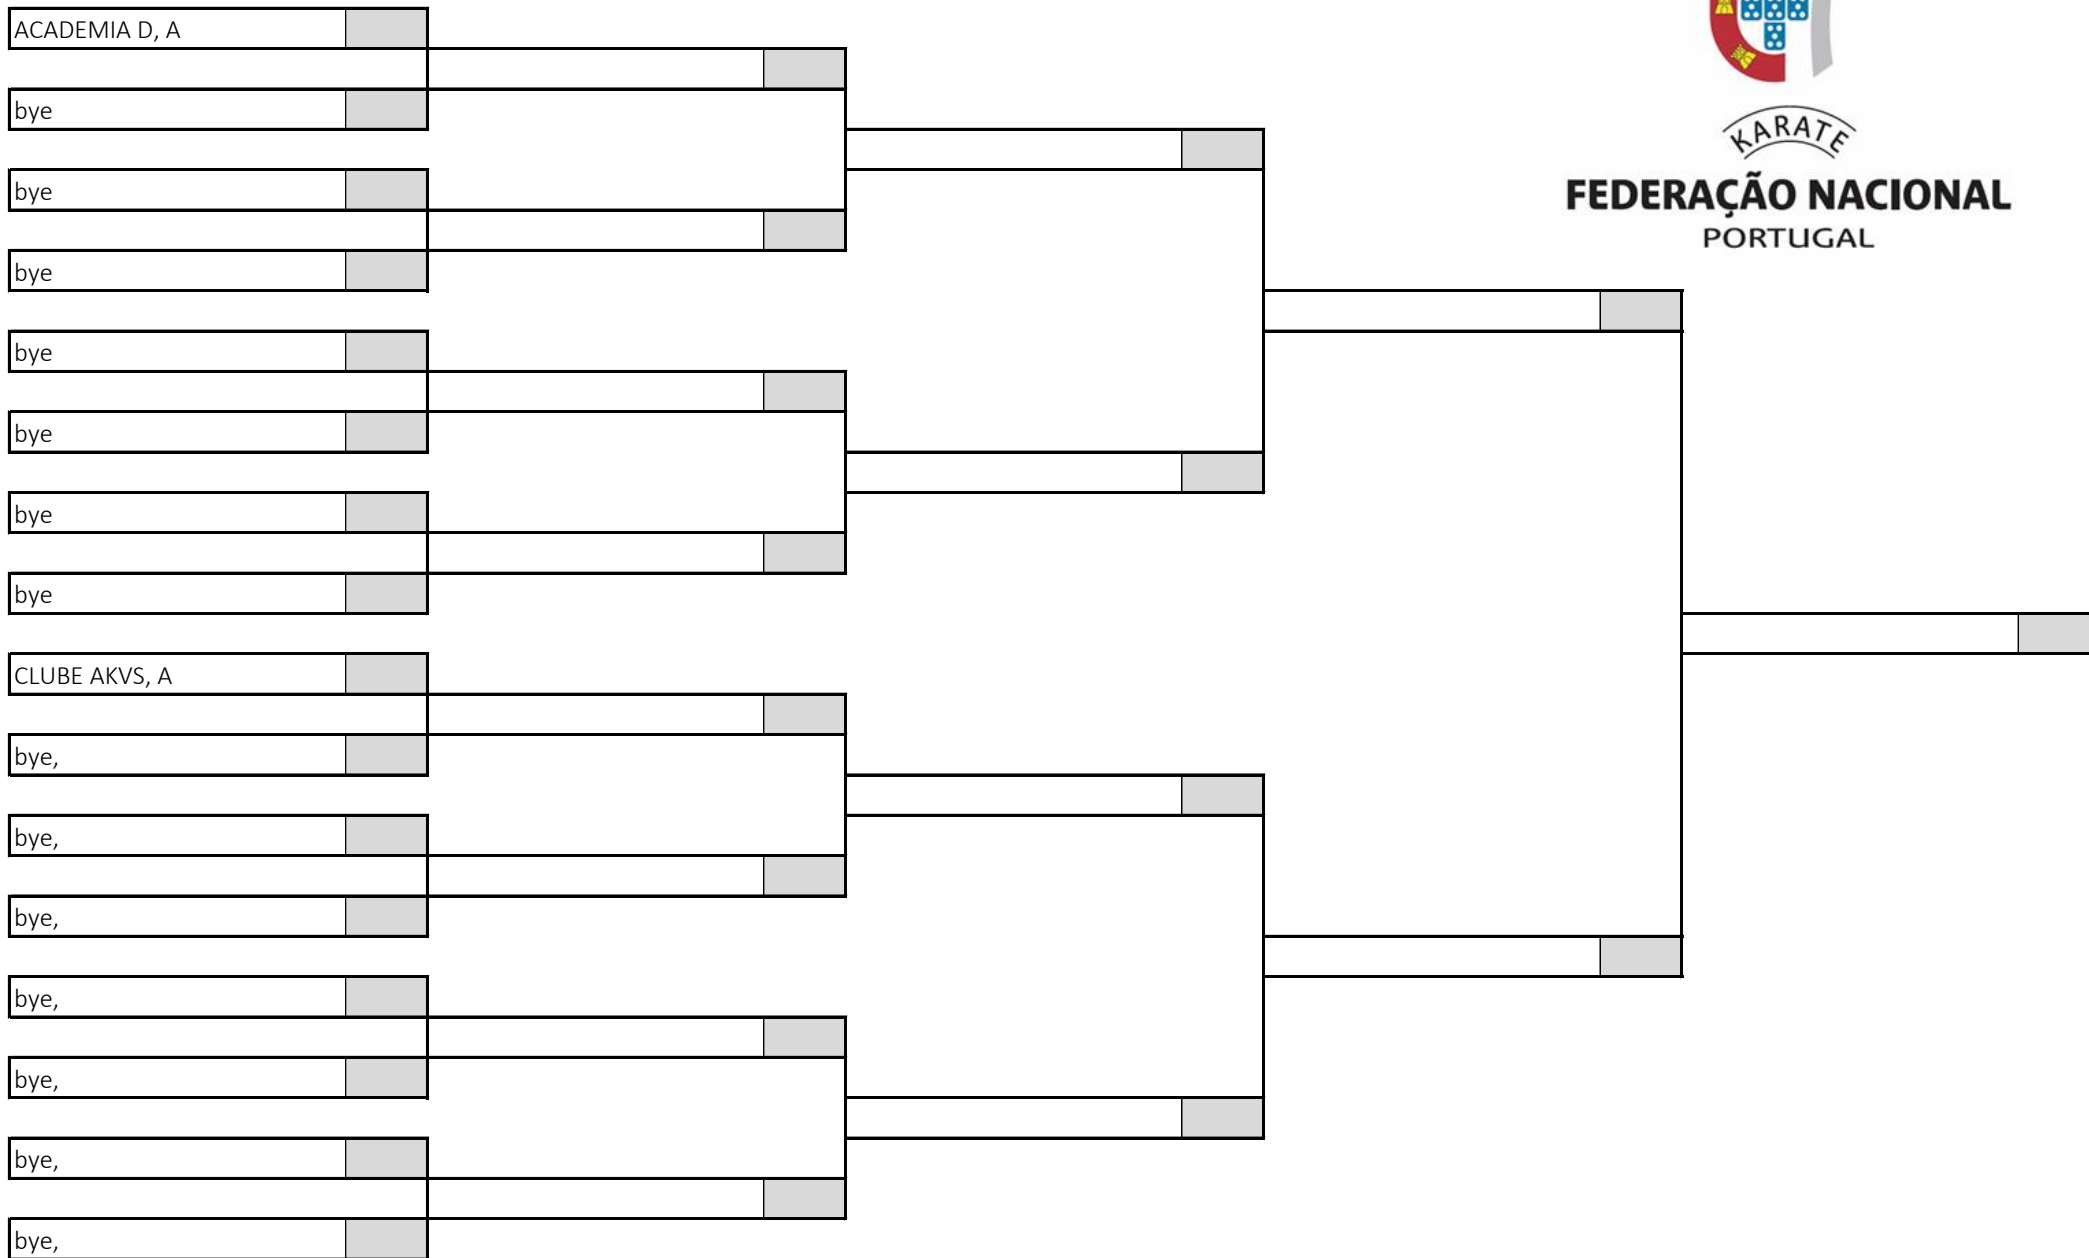 ACADEMIA D, A
bye
bye
bye
bye
bye
bye
bye
CLUBE AKVS, A
bye,
bye,
bye,
bye,
bye,
bye,
bye,
KARATE
FEDERAÇÃO NACIONAL
PORTUGAL